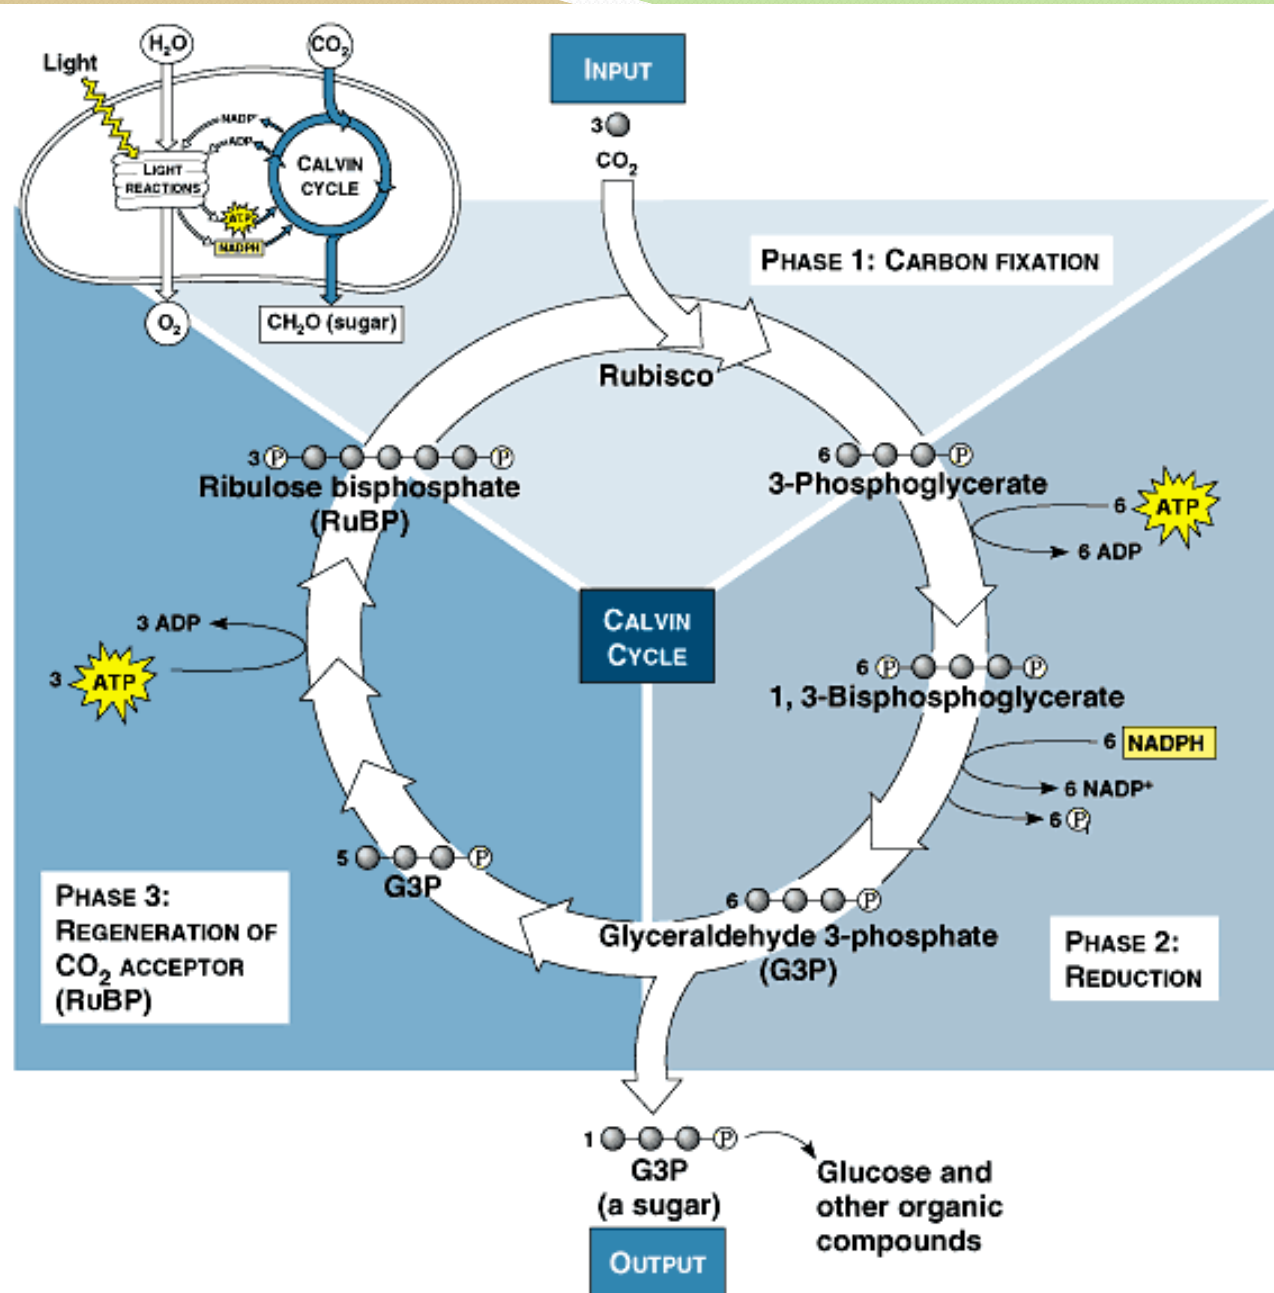 H₂O
CO₂
Light
NADP⁺
ADP
LIGHT
REACTIONS
CALVIN
CYCLE
ATP
NADPH
O₂
CH₂O (sugar)
INPUT
3
CO₂
PHASE 1: CARBON FIXATION
Rubisco
3 P P
Ribulose bisphosphate
(RuBP)
6 P
3-Phosphoglycerate
6 ATP
6 ADP
CALVIN
CYCLE
3 ADP
3 ATP
6 P P
1, 3-Bisphosphoglycerate
6 NADPH
6 NADP⁺
6 Pi
5 P
G3P
6 P
Glyceraldehyde 3-phosphate
(G3P)
PHASE 3:
REGENERATION OF
CO₂ ACCEPTOR
(RUBP)
PHASE 2:
REDUCTION
1 P
G3P
(a sugar)
Glucose and
other organic
compounds
OUTPUT